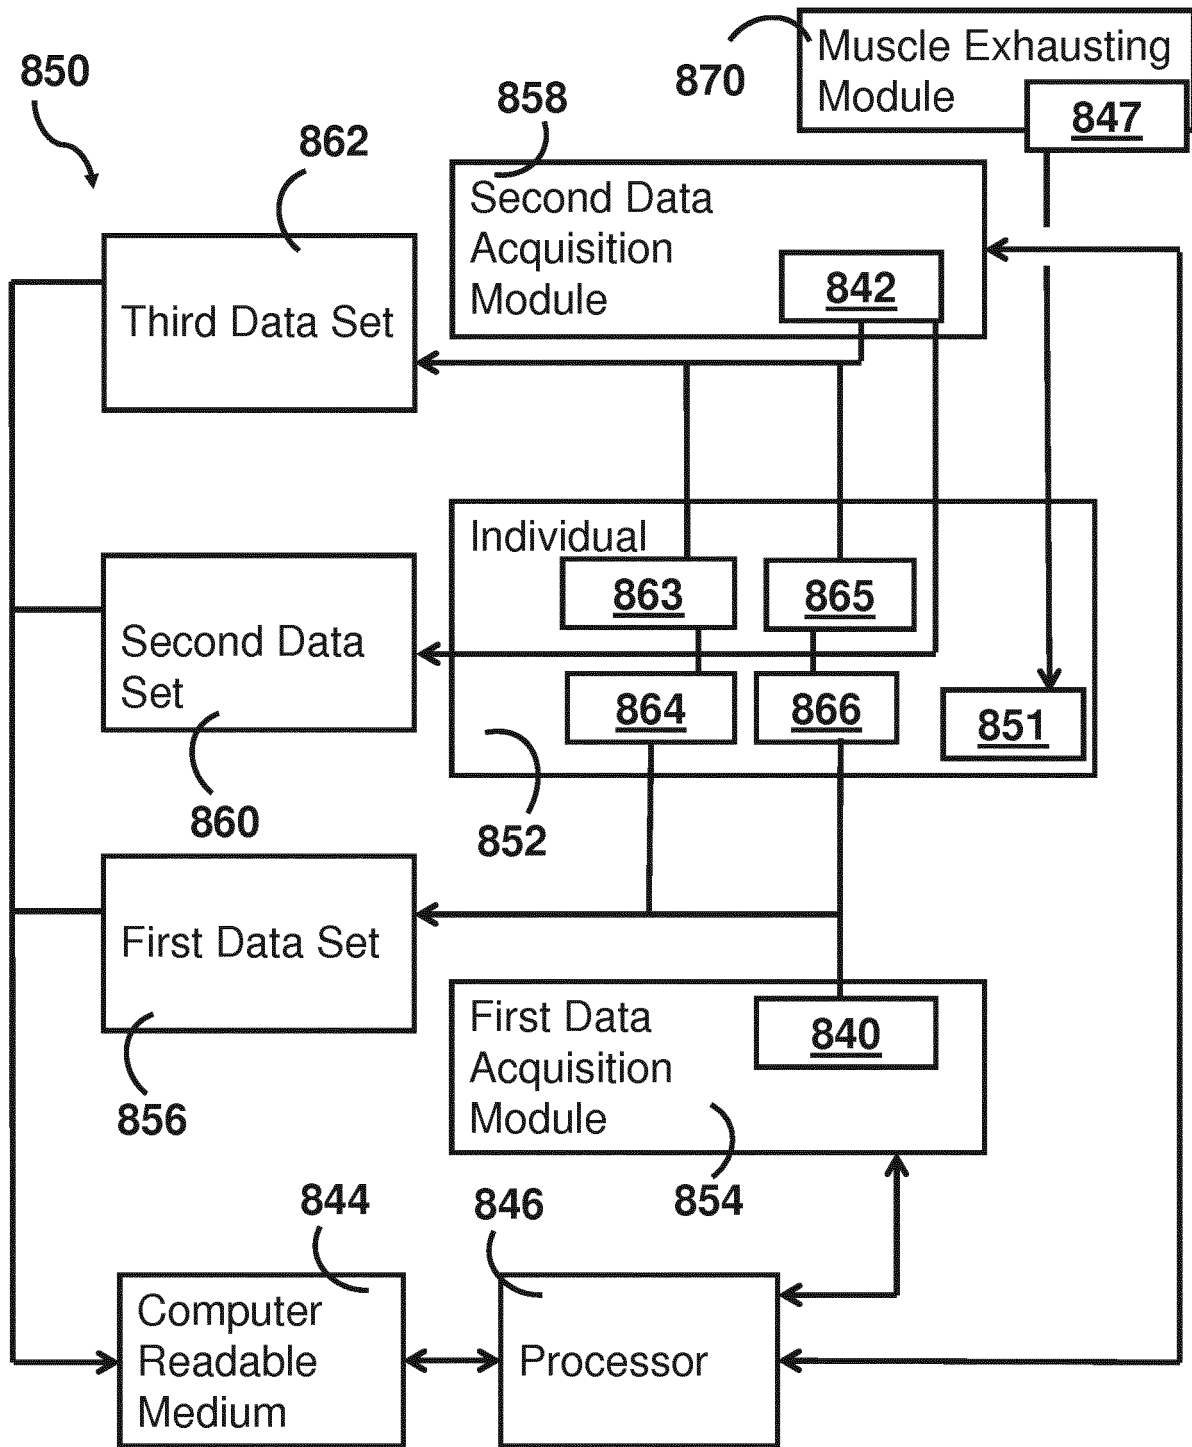 850
862
858
870
Muscle Exhausting
Module
847
Second Data
Acquisition
Module
842
Third Data Set
Individual
863
865
864
866
851
852
Second Data
Set
860
First Data Set
856
First Data
Acquisition
Module
840
854
844
846
Computer
Readable
Medium
Processor